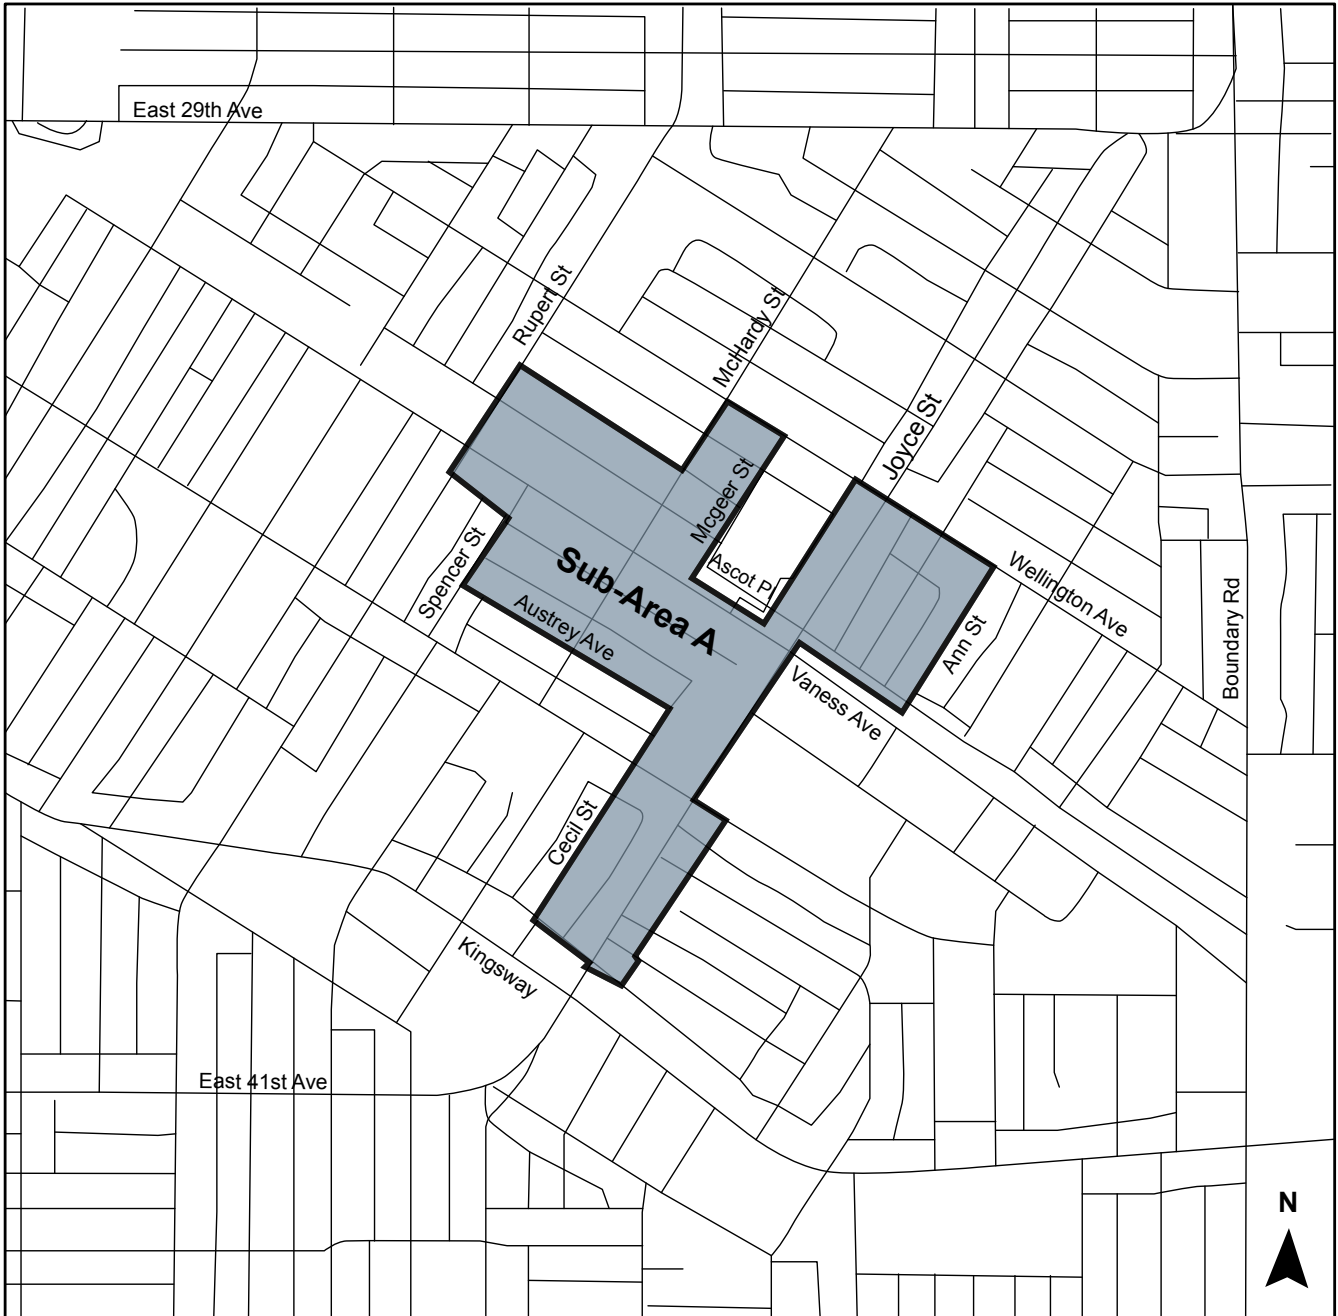 East 29th Ave
Rupert St
McHardy St
Joyce St
Mcgeer St
Ascot Pl
Spencer St
Sub-Area A
Austrey Ave
Wellington Ave
Ann St
Boundary Rd
Vaness Ave
Cecil St
Kingsway
East 41st Ave
N